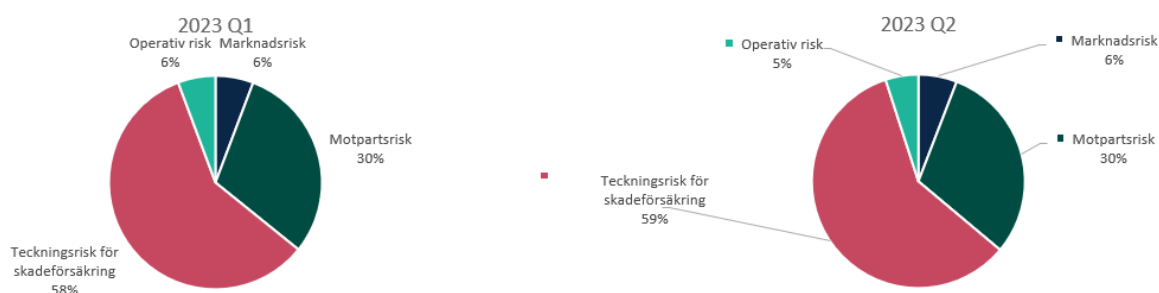 2023 Q1
Operativ risk
6%
Marknadsrisk
6%
Motpartsrisk
30%
Teckningsrisk för
skadeförsäkring
58%
2023 Q2
Operativ risk
5%
Marknadsrisk
6%
Motpartsrisk
30%
Teckningsrisk för
skadeförsäkring
59%